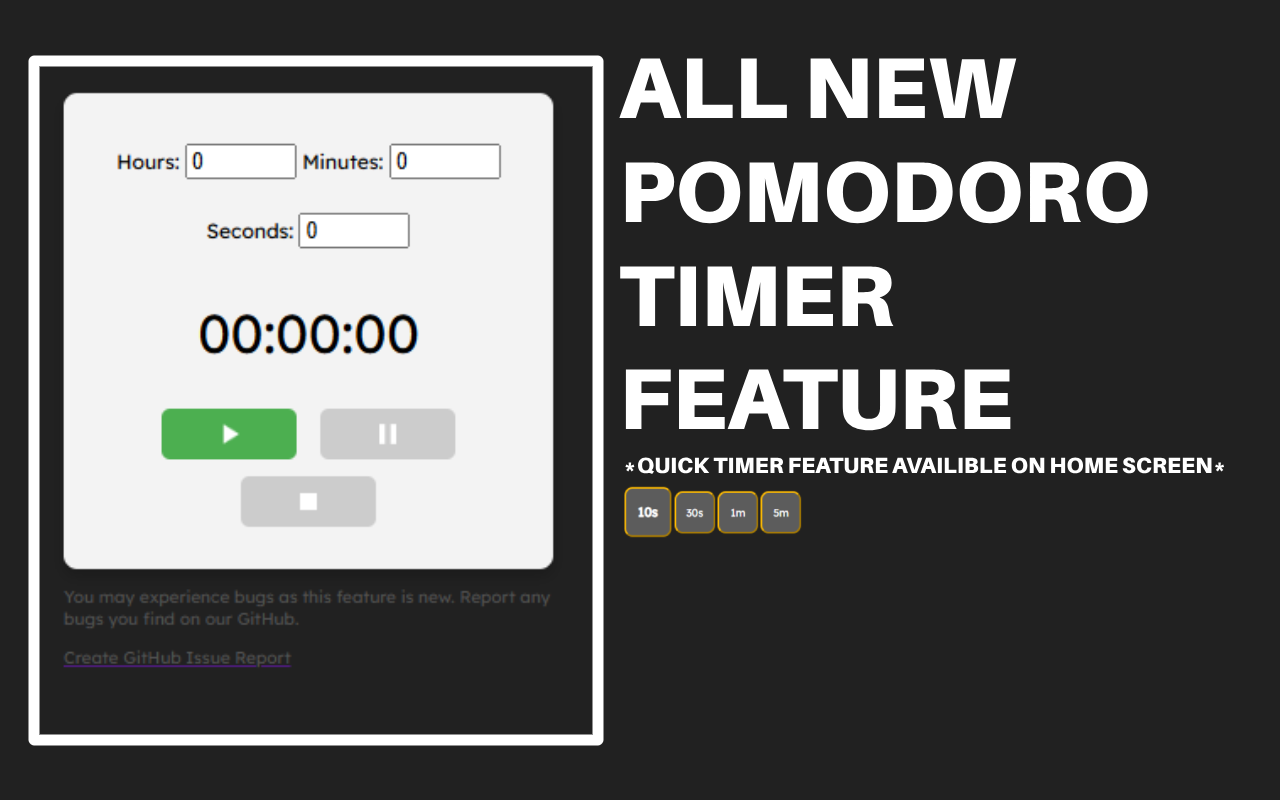 Hours: 0 Minutes: 0
Seconds: 0
00:00:00
You may experience bugs as this feature is new. Report any
bugs you find on our GitHub.
Create GitHub Issue Report
ALL NEW
POMODORO
TIMER
FEATURE
*QUICK TIMER FEATURE AVAILIBLE ON HOME SCREEN*
10s 30s 1m 5m